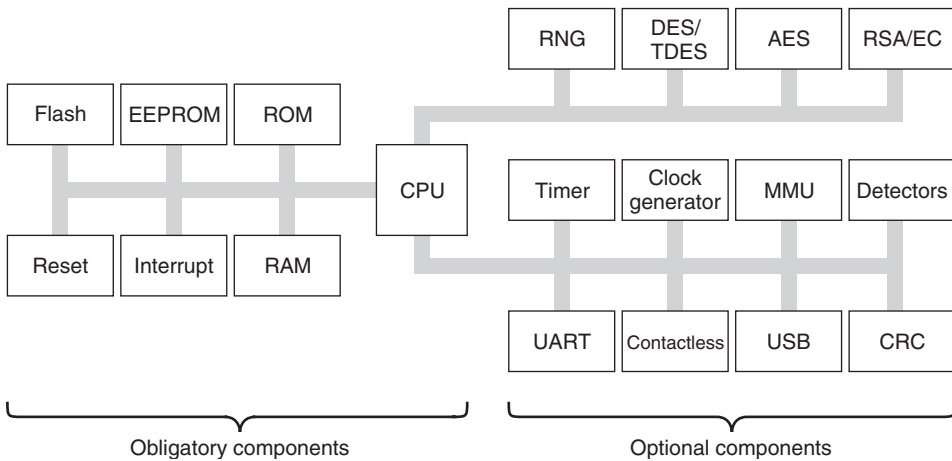 RNG
DES/
TDES
AES
RSA/EC
Flash
EEPROM
ROM
CPU
Timer
Clock
generator
MMU
Detectors
Reset
Interrupt
RAM
UART
Contactless
USB
CRC
Obligatory components
Optional components